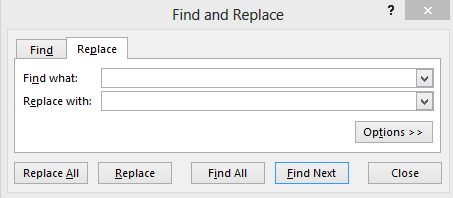 Find and Replace ?
Find Replace
Find what:
Replace with:
Options >>
Replace All Replace Find All Find Next Close